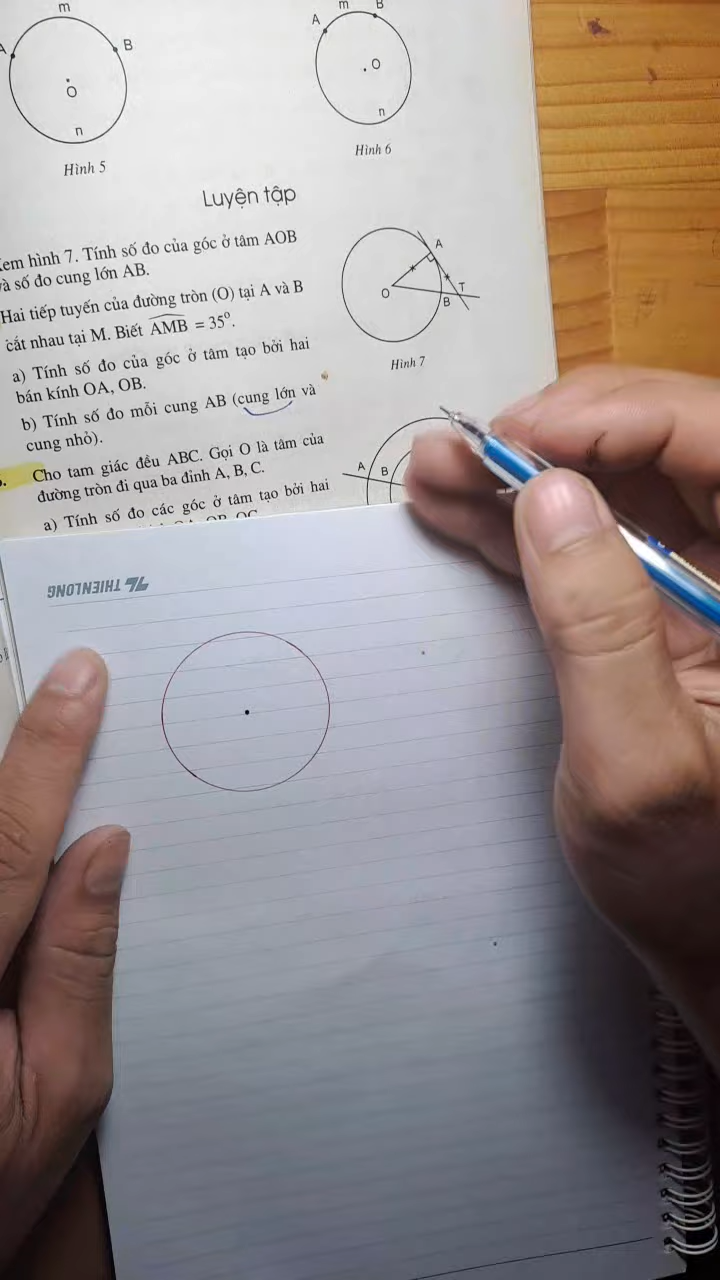 m
A
B
O
n
Hình 5
A
m
B
O
n
Hình 6
Luyện tập
Xem hình 7. Tính số đo của góc ở tâm AOB
và số đo cung lớn AB.
Hai tiếp tuyến của đường tròn (O) tại A và B
cắt nhau tại M. Biết AMB = 35°.
a) Tính số đo của góc ở tâm tạo bởi hai
bán kính OA, OB.
b) Tính số đo mỗi cung AB (cung lớn và
cung nhỏ).
Cho tam giác đều ABC. Gọi O là tâm của
đường tròn đi qua ba đỉnh A, B, C.
a) Tính số đo các góc ở tâm tạo bởi hai
A
O
B
T
Hình 7
A
B
THIENLONG